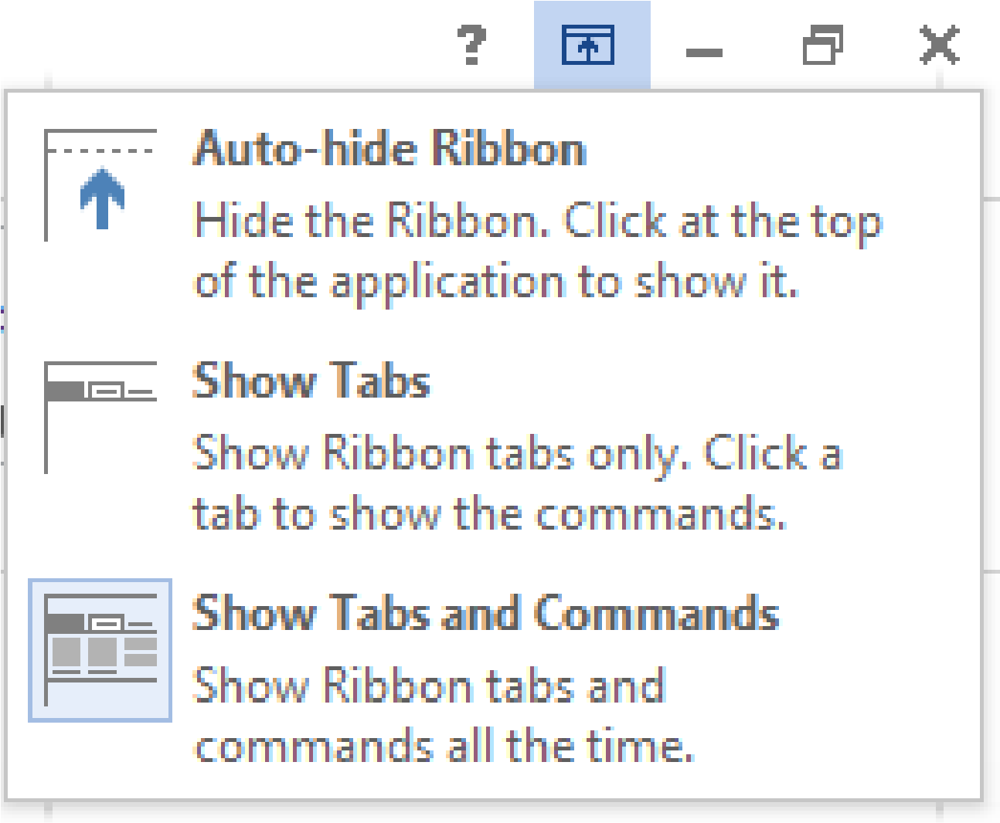 ?
Auto-hide Ribbon
Hide the Ribbon. Click at the top
of the application to show it.
Show Tabs
Show Ribbon tabs only. Click a
tab to show the commands.
Show Tabs and Commands
Show Ribbon tabs and
commands all the time.